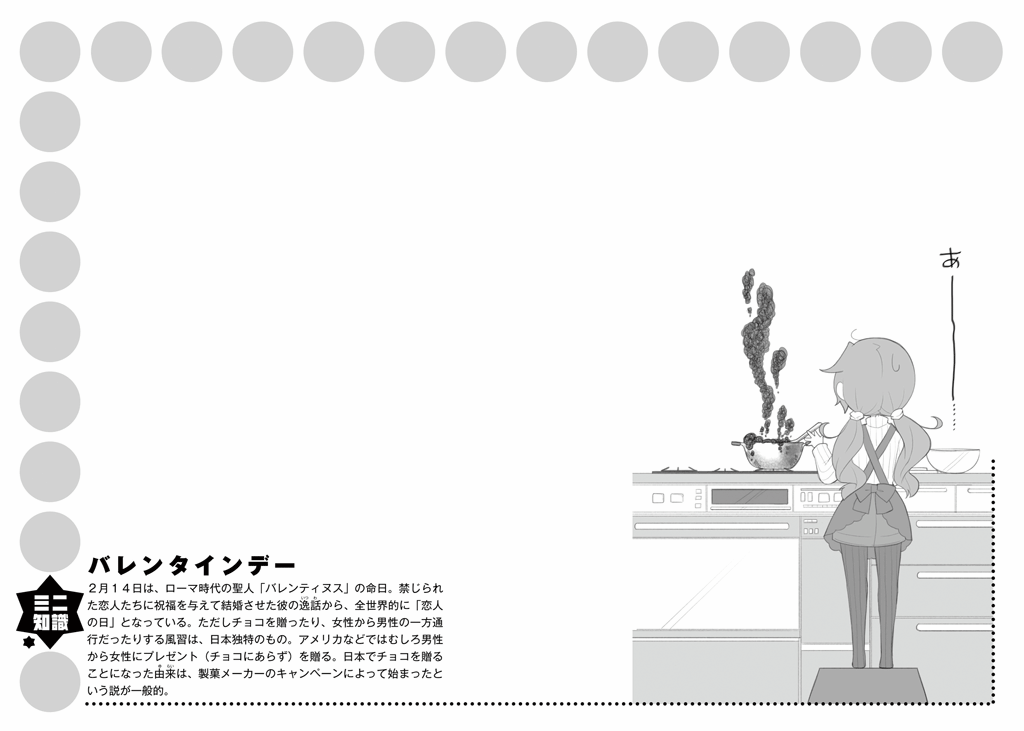 あ
バレンタインデー
ミニ
知識
２月１４日は、ローマ時代の聖人「バレンティヌス」の命日。禁じられ
た恋人たちに祝福を与えて結婚させた彼の逸話から、全世界的に「恋人
いつ わ
の日」となっている。ただしチョコを贈ったり、女性から男性の一方通
行だったりする風習は、日本独特のもの。アメリカなどではむしろ男性
から女性にプレゼント（チョコにあらず）を贈る。日本でチョコを贈る
ことになった由来は、製菓メーカーのキャンペーンによって始まったと
ゆ らい
いう説が一般的。